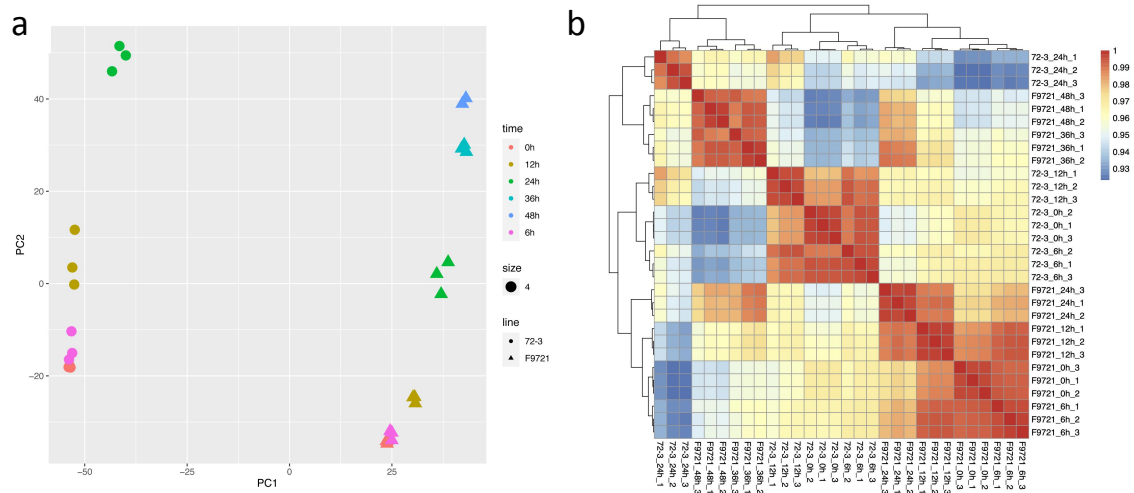 a
40
20
0
−20
−50
−25
0
25
PC1
PC2
time
0h
12h
24h
36h
48h
6h
size
4
line
72-3
F9721
b
1
0.99
0.98
0.97
0.96
0.95
0.94
0.93
72-3_24h_1
72-3_24h_2
72-3_24h_3
F9721_48h_3
F9721_48h_1
F9721_48h_2
F9721_36h_3
F9721_36h_1
F9721_36h_2
72-3_12h_1
72-3_12h_2
72-3_12h_3
72-3_0h_2
72-3_0h_1
72-3_0h_3
72-3_6h_2
72-3_6h_1
72-3_6h_3
F9721_24h_3
F9721_24h_1
F9721_24h_2
F9721_12h_1
F9721_12h_2
F9721_12h_3
F9721_0h_3
F9721_0h_1
F9721_0h_2
F9721_6h_1
F9721_6h_2
F9721_6h_3
72-3_24h_1
72-3_24h_2
72-3_24h_3
F9721_48h_3
F9721_48h_1
F9721_48h_2
F9721_36h_3
F9721_36h_1
F9721_36h_2
72-3_12h_1
72-3_12h_2
72-3_12h_3
72-3_0h_2
72-3_0h_1
72-3_0h_3
72-3_6h_2
72-3_6h_1
72-3_6h_3
F9721_24h_3
F9721_24h_1
F9721_24h_2
F9721_12h_1
F9721_12h_2
F9721_12h_3
F9721_0h_3
F9721_0h_1
F9721_0h_2
F9721_6h_1
F9721_6h_2
F9721_6h_3